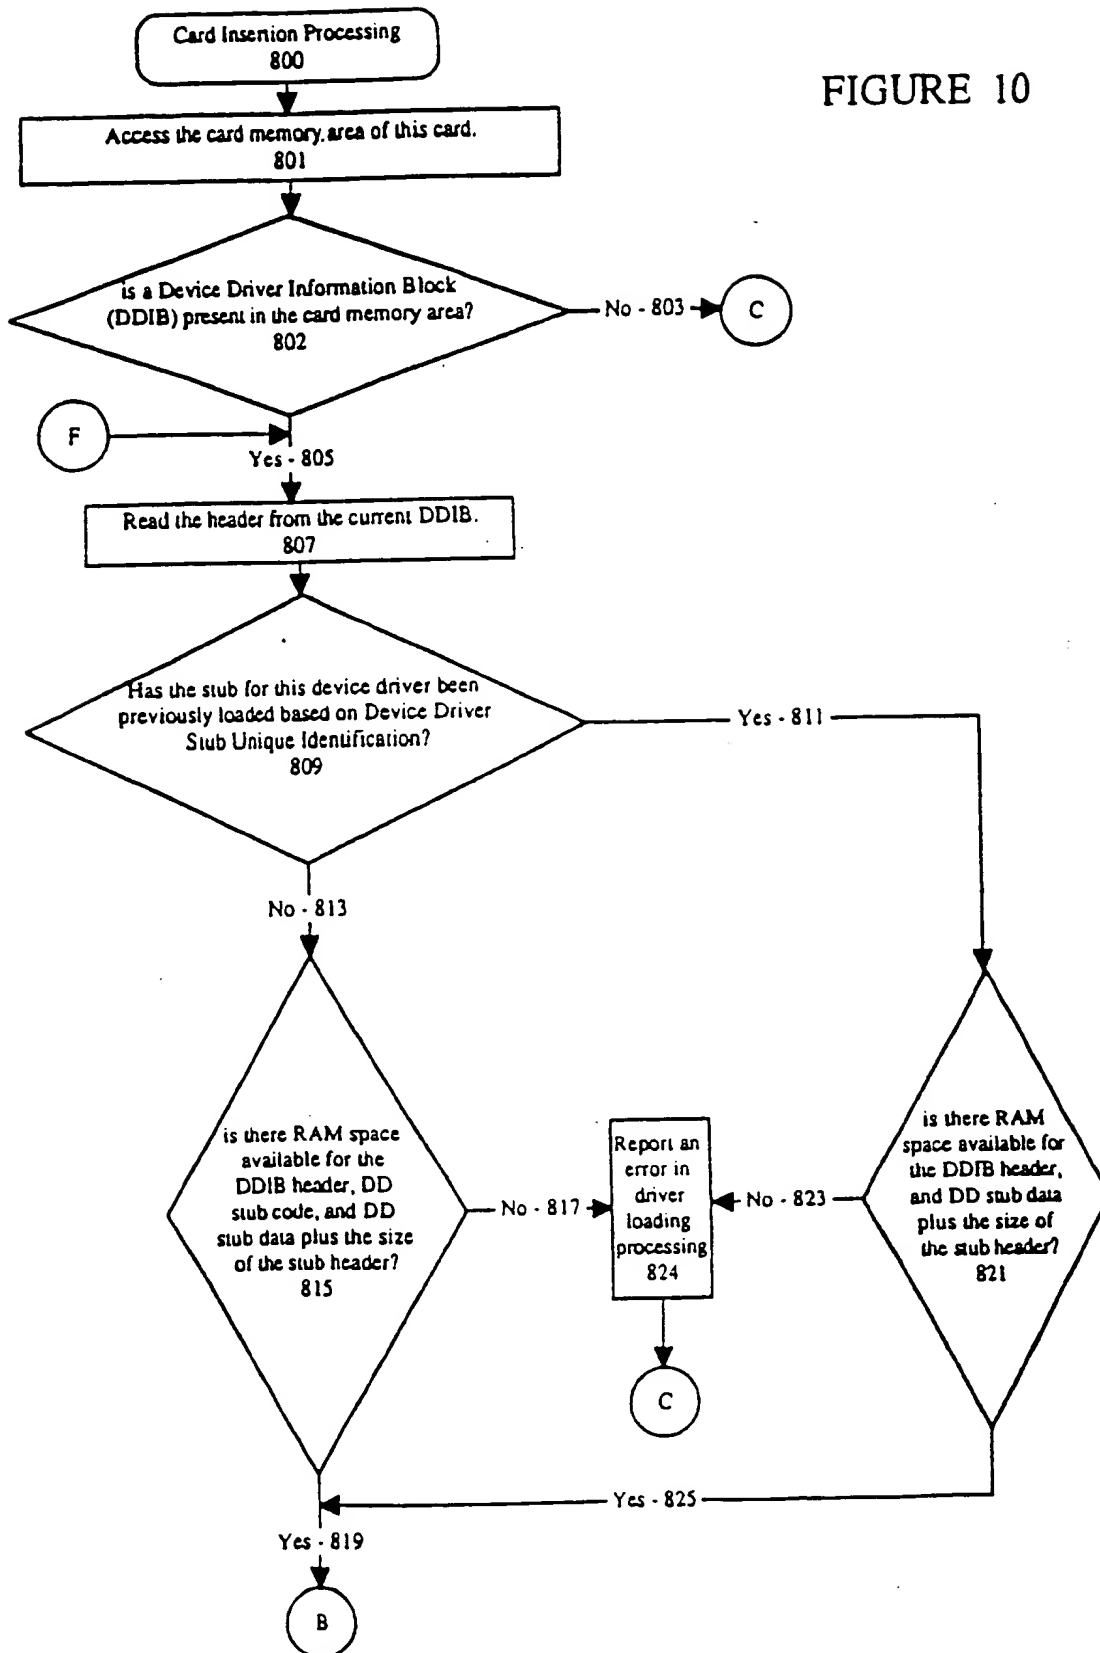 Card Insertion Processing
800
FIGURE 10
Access the card memory area of this card.
801
is a Device Driver Information Block
(DDIB) present in the card memory area?
802
No - 803
C
F
Yes - 805
Read the header from the current DDIB.
807
Has the stub for this device driver been
previously loaded based on Device Driver
Stub Unique Identification?
809
Yes - 811
No - 813
is there RAM space
available for the
DDIB header, DD
stub code, and DD
stub data plus the size
of the stub header?
815
No - 817
Report an
error in
driver
loading
processing
824
No - 823
is there RAM
space available for
the DDIB header,
and DD stub data
plus the size of
the stub header?
821
C
Yes - 825
Yes - 819
B